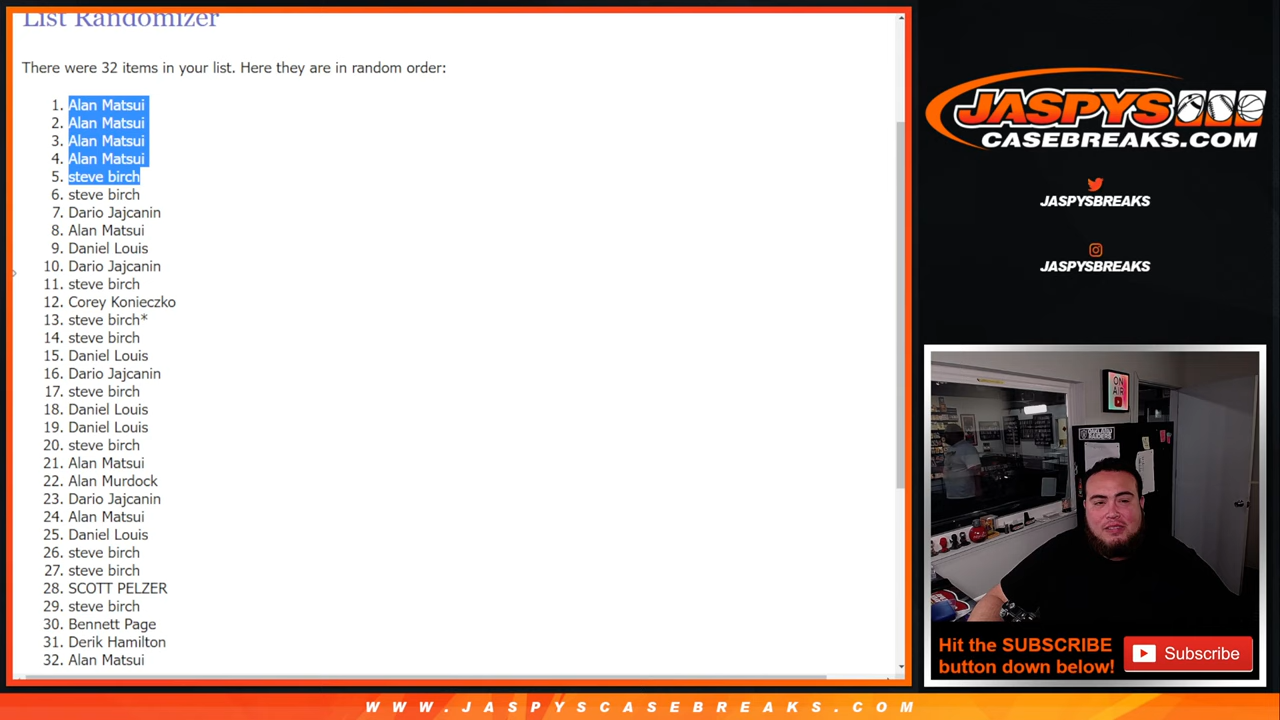 List Randomizer
There were 32 items in your list. Here they are in random order:
1. Alan Matsui
2. Alan Matsui
3. Alan Matsui
4. Alan Matsui
5. steve birch
6. steve birch
7. Dario Jajcanin
8. Alan Matsui
9. Daniel Louis
10. Dario Jajcanin
11. steve birch
12. Corey Konieczko
13. steve birch*
14. steve birch
15. Daniel Louis
16. Dario Jajcanin
17. steve birch
18. Daniel Louis
19. Daniel Louis
20. steve birch
21. Alan Matsui
22. Alan Murdock
23. Dario Jajcanin
24. Alan Matsui
25. Daniel Louis
26. steve birch
27. steve birch
28. SCOTT PELZER
29. steve birch
30. Bennett Page
31. Derik Hamilton
32. Alan Matsui
JASPYS
CASEBREAKS.COM
JASPYSBREAKS
JASPYSBREAKS
ON
AIR
Hit the SUBSCRIBE
button down below!
Subscribe
WWW.JASPYSCASEBREAKS.COM